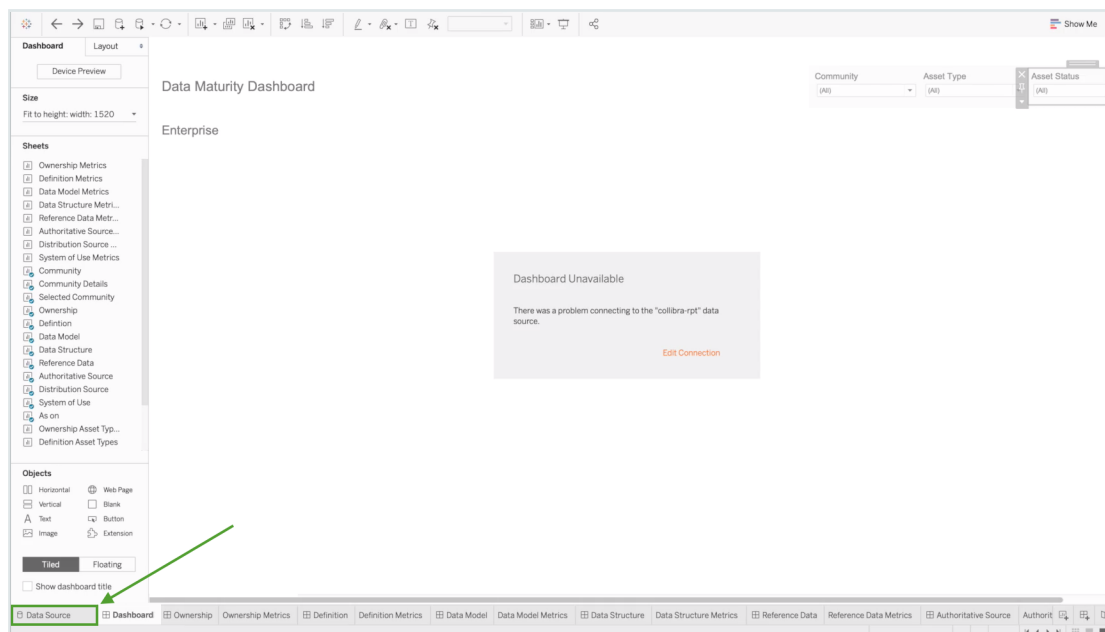 Show Me
Dashboard
Layout
Device Preview
Size
Fit to height: width: 1520
Sheets
Ownership Metrics
Definition Metrics
Data Model Metrics
Data Structure Metri...
Reference Data Metr...
Authoritative Source...
Distribution Source ...
System of Use Metrics
Community
Community Details
Selected Community
Ownership
Defintion
Data Model
Data Structure
Reference Data
Authoritative Source
Distribution Source
System of Use
As on
Ownership Asset Typ...
Definition Asset Types
Objects
Horizontal
Web Page
Vertical
Blank
A Text
Button
Image
Extension
Tiled
Floating
Show dashboard title
Data Maturity Dashboard
Community
Asset Type
Asset Status
(All)
(All)
(All)
Enterprise
Dashboard Unavailable
There was a problem connecting to the "collibra-rpt" data
source.
Edit Connection
Data Source
Dashboard
Ownership
Ownership Metrics
Definition
Definition Metrics
Data Model
Data Model Metrics
Data Structure
Data Structure Metrics
Reference Data
Reference Data Metrics
Authoritative Source
Authorit